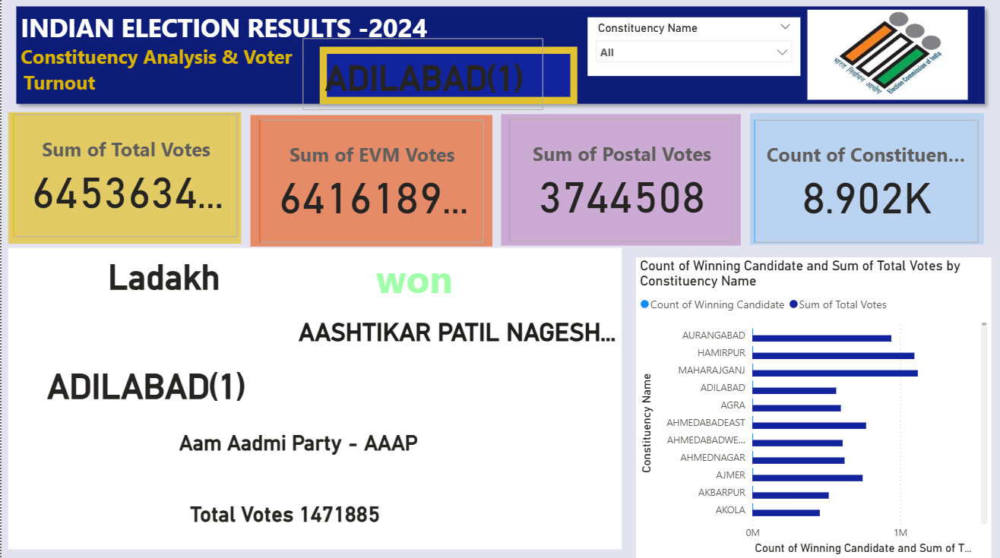 INDIAN ELECTION RESULTS -2024
Constituency Analysis & Voter
Turnout
ADILABAD(1)
Constituency Name
All
भारत निर्वाचन आयोग
Election Commission of India
Sum of Total Votes
6453634...
Sum of EVM Votes
6416189...
Sum of Postal Votes
3744508
Count of Constituen...
8.902K
Ladakh
won
AASHTIKAR PATIL NAGESH...
ADILABAD(1)
Aam Aadmi Party - AAAP
Total Votes 1471885
Count of Winning Candidate and Sum of Total Votes by
Constituency Name
Count of Winning Candidate
Sum of Total Votes
Constituency Name
AURANGABAD
HAMIRPUR
MAHARAJGANJ
ADILABAD
AGRA
AHMEDABADEAST
AHMEDABADWE...
AHMEDNAGAR
AJMER
AKBARPUR
AKOLA
0M
1M
Count of Winning Candidate and Sum of T...